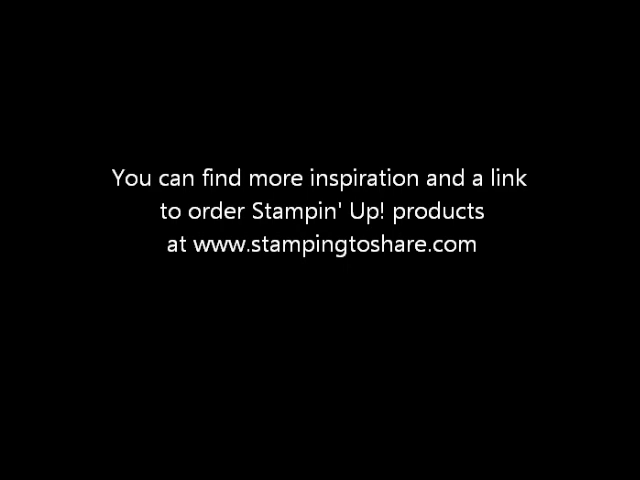 You can find more inspiration and a link
to order Stampin' Up! products
at www.stampingtoshare.com